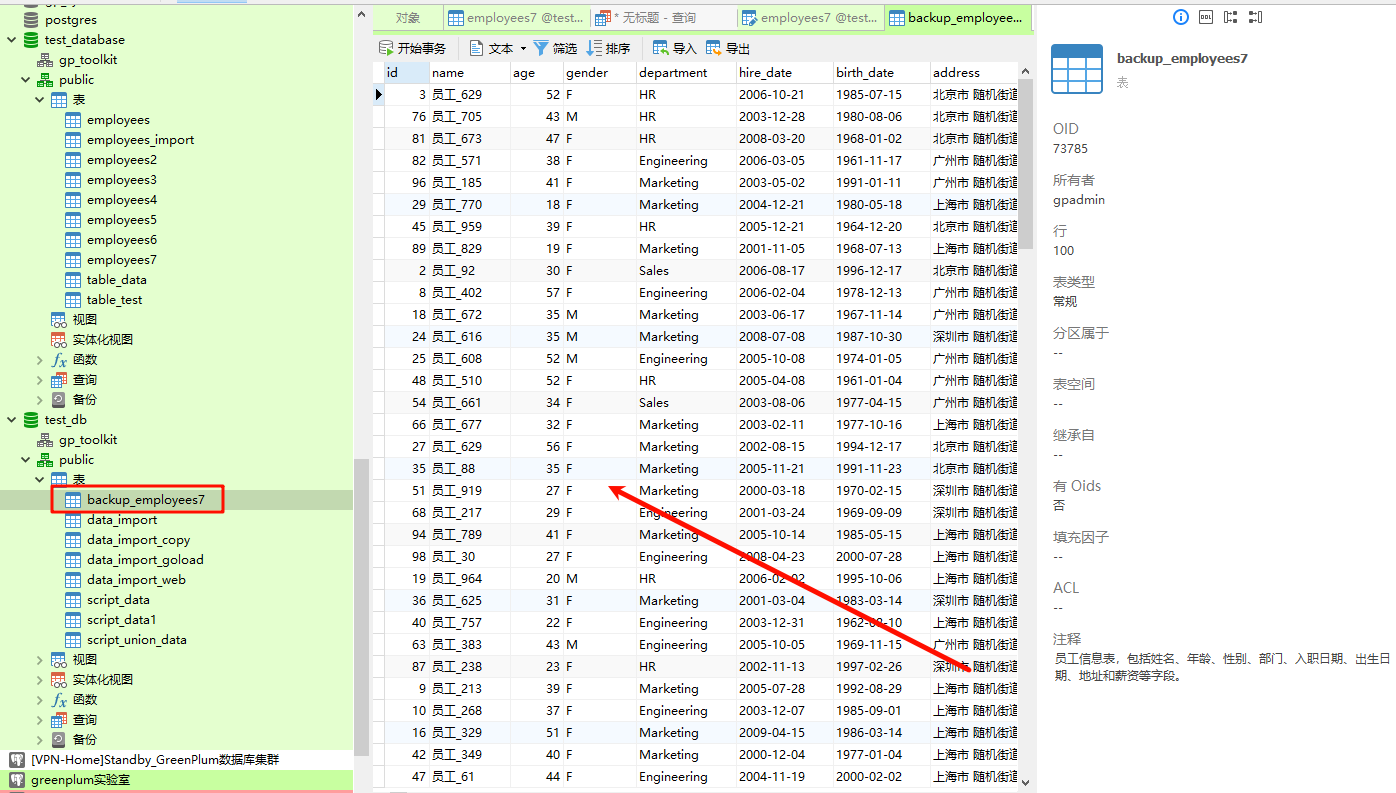 postgres
test_database
gp_toolkit
public
表
employees
employees_import
employees2
employees3
employees4
employees5
employees6
employees7
table_data
table_test
视图
实体化视图
函数
查询
备份
test_db
gp_toolkit
public
表
backup_employees7
data_import
data_import_copy
data_import_goload
data_import_web
script_data
script_data1
script_union_data
视图
实体化视图
函数
查询
备份
[VPN-Home]Standby_GreenPlum数据库集群
greenplum实验室
对象 employees7 @test... * 无标题 - 查询 employees7 @test... backup_employee...
开始事务 文本 筛选 排序 导入 导出
id name age gender department hire_date birth_date address
3 员工_629 52 F HR 2006-10-21 1985-07-15 北京市 随机街道
76 员工_705 43 M HR 2003-12-28 1980-08-06 北京市 随机街道
81 员工_673 47 F HR 2008-03-20 1968-01-02 北京市 随机街道
82 员工_571 38 F Engineering 2006-03-05 1961-11-17 广州市 随机街道
96 员工_185 41 F Marketing 2003-05-02 1991-01-11 广州市 随机街道
29 员工_770 18 F Marketing 2004-12-21 1980-05-18 上海市 随机街道
45 员工_959 39 F HR 2005-12-21 1964-12-20 北京市 随机街道
89 员工_829 19 F Marketing 2001-11-05 1968-07-13 上海市 随机街道
2 员工_92 30 F Sales 2006-08-17 1996-12-17 北京市 随机街道
8 员工_402 57 F Engineering 2006-02-04 1978-12-13 广州市 随机街道
18 员工_672 35 M Marketing 2003-06-17 1967-11-14 广州市 随机街道
24 员工_616 35 M Marketing 2008-07-08 1987-10-30 深圳市 随机街道
25 员工_608 52 M Engineering 2005-10-08 1974-01-05 广州市 随机街道
48 员工_510 52 F HR 2005-04-08 1961-01-04 广州市 随机街道
54 员工_661 34 F Sales 2003-08-06 1977-04-15 广州市 随机街道
66 员工_677 32 F Marketing 2003-02-11 1977-10-16 上海市 随机街道
27 员工_629 56 F Marketing 2002-08-15 1994-12-17 北京市 随机街道
35 员工_88 35 F Marketing 2005-11-21 1991-11-23 北京市 随机街道
51 员工_919 27 F Marketing 2000-03-18 1970-02-15 深圳市 随机街道
68 员工_217 29 F Engineering 2001-03-24 1969-09-09 深圳市 随机街道
94 员工_789 41 F Marketing 2005-10-14 1985-05-15 上海市 随机街道
98 员工_30 27 F Engineering 2008-04-23 2000-07-28 上海市 随机街道
19 员工_964 20 M HR 2006-02-02 1995-10-06 上海市 随机街道
36 员工_625 31 F Marketing 2001-03-04 1983-03-14 深圳市 随机街道
40 员工_757 22 F Engineering 2003-12-31 1962-08-10 上海市 随机街道
63 员工_383 43 M Engineering 2005-10-05 1969-11-15 广州市 随机街道
87 员工_238 23 F HR 2002-11-13 1997-02-26 深圳市 随机街道
9 员工_213 39 F Marketing 2005-07-28 1992-08-29 上海市 随机街道
10 员工_268 37 F Engineering 2003-12-07 1985-09-01 上海市 随机街道
16 员工_329 51 F Marketing 2009-04-15 1986-03-14 上海市 随机街道
42 员工_349 40 F Marketing 2000-12-04 1977-01-04 上海市 随机街道
47 员工_61 44 F Engineering 2004-11-19 2000-02-02 上海市 随机街道
DDL
backup_employees7
表
OID
73785
所有者
gpadmin
行
100
表类型
常规
分区属于
--
表空间
--
继承自
--
有 Oids
否
填充因子
--
ACL
--
注释
员工信息表，包括姓名、年龄、性别、部门、入职日期、出生日
期、地址和薪资等字段。